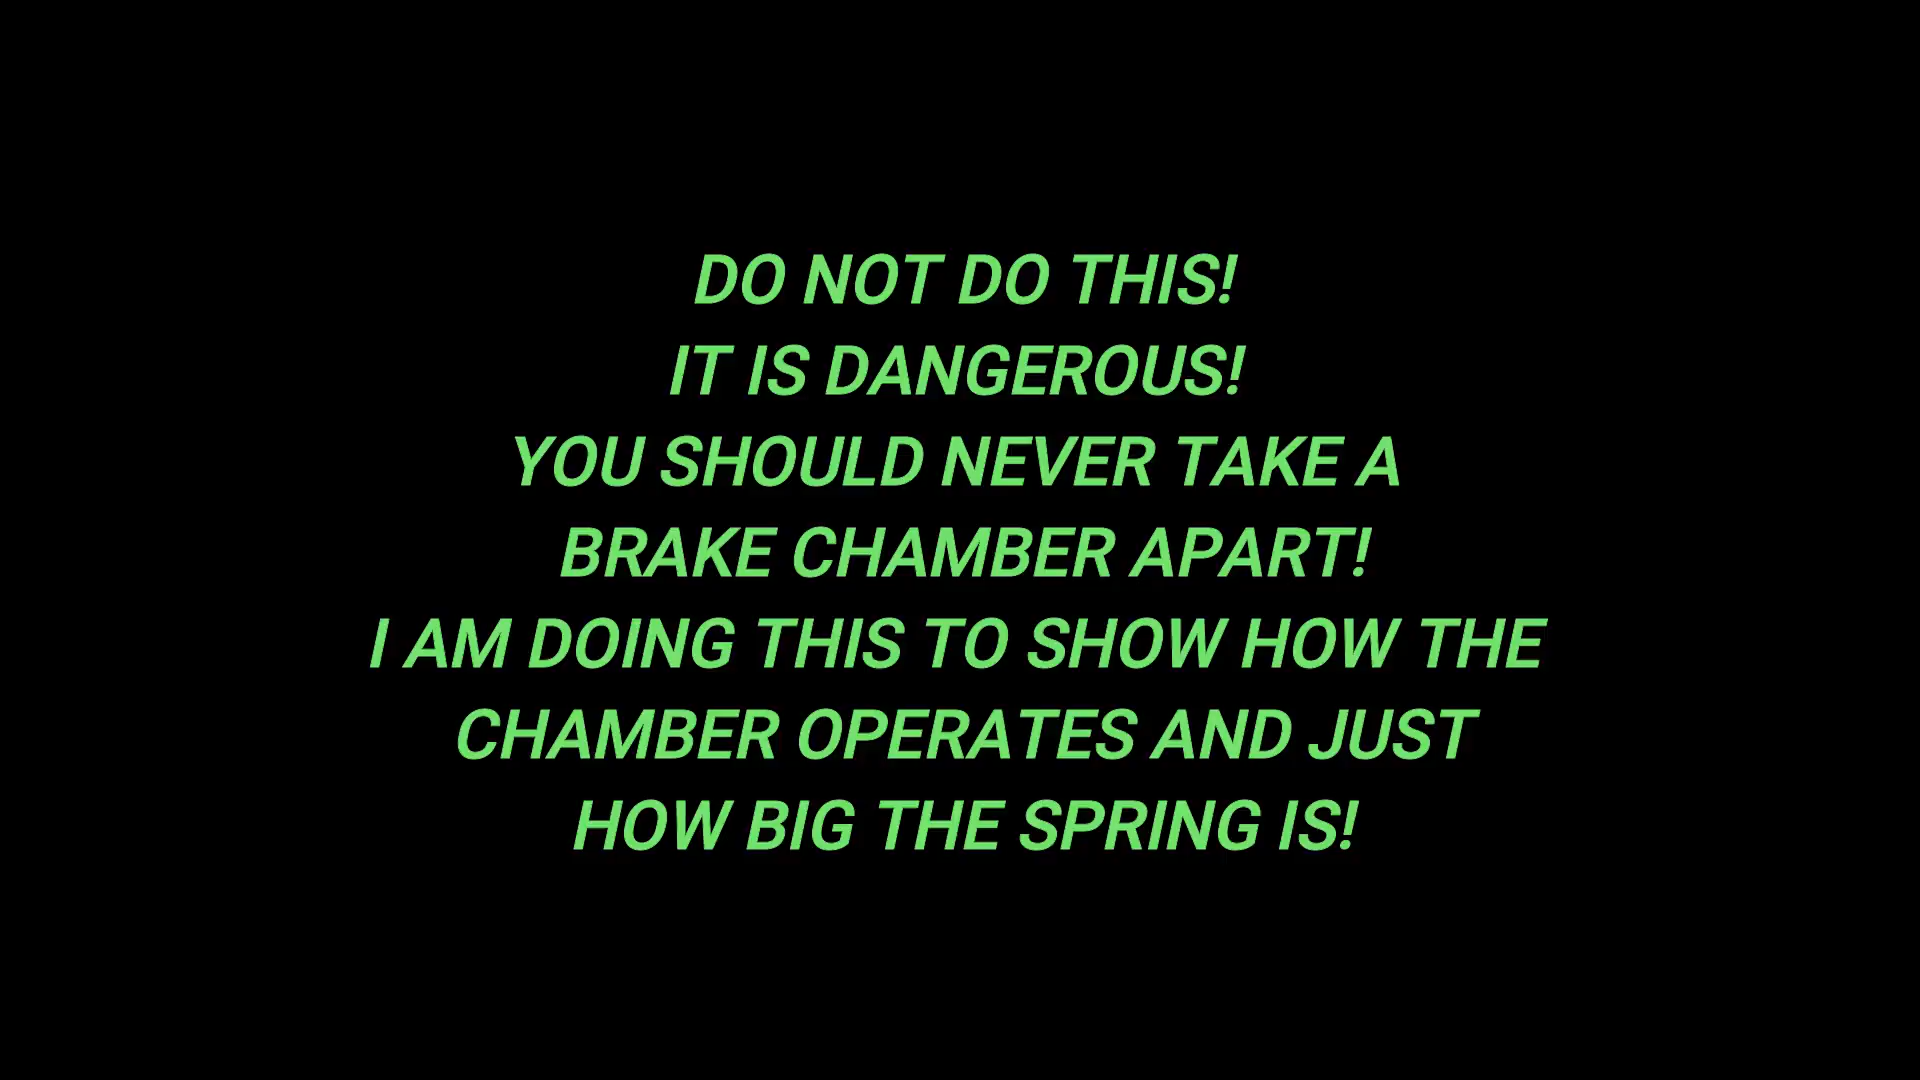 DO NOT DO THIS!
IT IS DANGEROUS!
YOU SHOULD NEVER TAKE A
BRAKE CHAMBER APART!
I AM DOING THIS TO SHOW HOW THE
CHAMBER OPERATES AND JUST
HOW BIG THE SPRING IS!